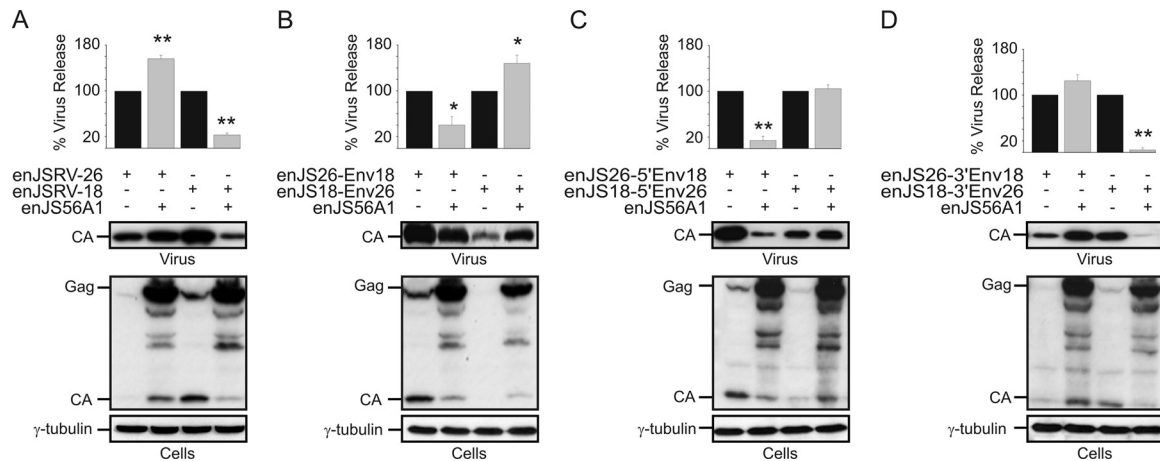 A
% Virus Release
180
100
20
**
**
enJSRV-26 + + - -
enJSRV-18 - - + +
enJS56A1 - + - +
CA
Virus
Gag
CA
γ-tubulin
Cells
B
% Virus Release
180
100
20
*
*
enJS26-Env18 + + - -
enJS18-Env26 - - + +
enJS56A1 - + - +
CA
Virus
Gag
CA
γ-tubulin
Cells
C
% Virus Release
180
100
20
**
enJS26-5'Env18 + + - -
enJS18-5'Env26 - - + +
enJS56A1 - + - +
CA
Virus
Gag
CA
γ-tubulin
Cells
D
% Virus Release
180
100
20
**
enJS26-3'Env18 + + - -
enJS18-3'Env26 - - + +
enJS56A1 - + - +
CA
Virus
Gag
CA
γ-tubulin
Cells